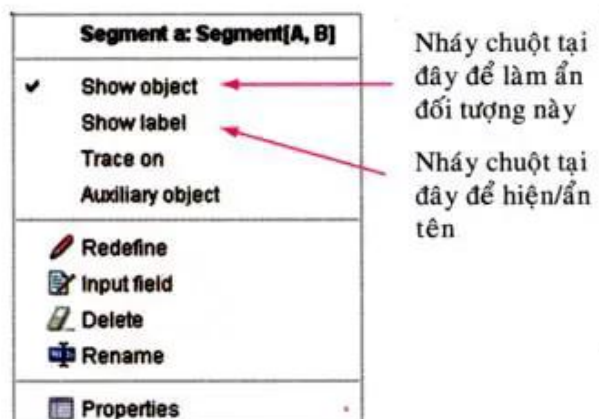 Segment a: Segment[A, B]
✓ Show object
Show label
Trace on
Auxiliary object
Redefine
Input field
Delete
Rename
Properties
Nháy chuột tại
đây để làm ẩn
đối tượng này
Nháy chuột tại
đây để hiện/ẩn
tên